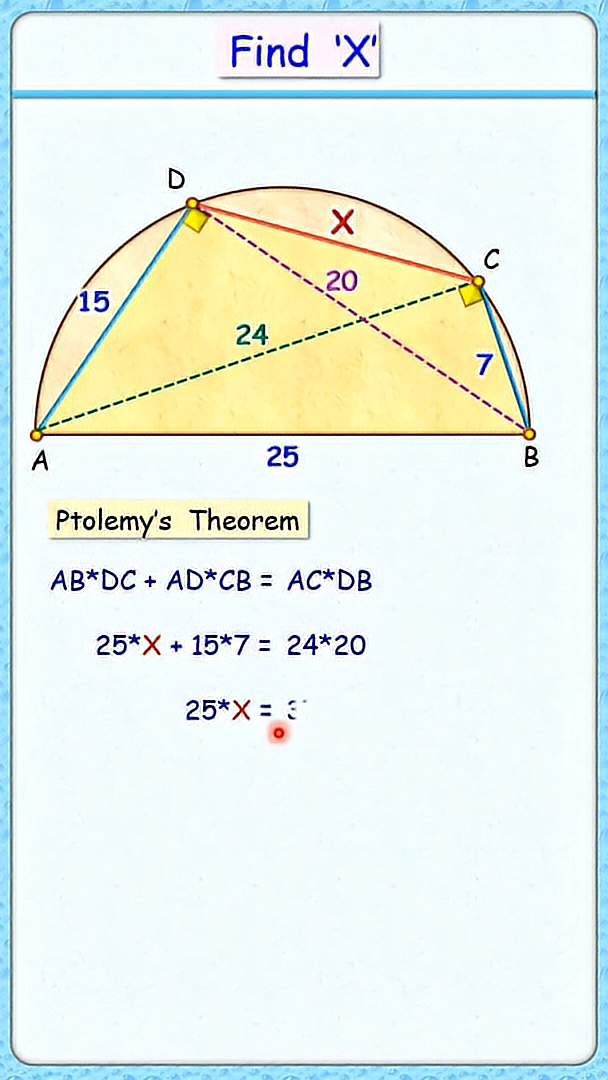 Find 'X'
D
X
C
20
15
24
7
A
25
B
Ptolemy's Theorem
AB*DC + AD*CB = AC*DB
25*X + 15*7 = 24*20
25*X =